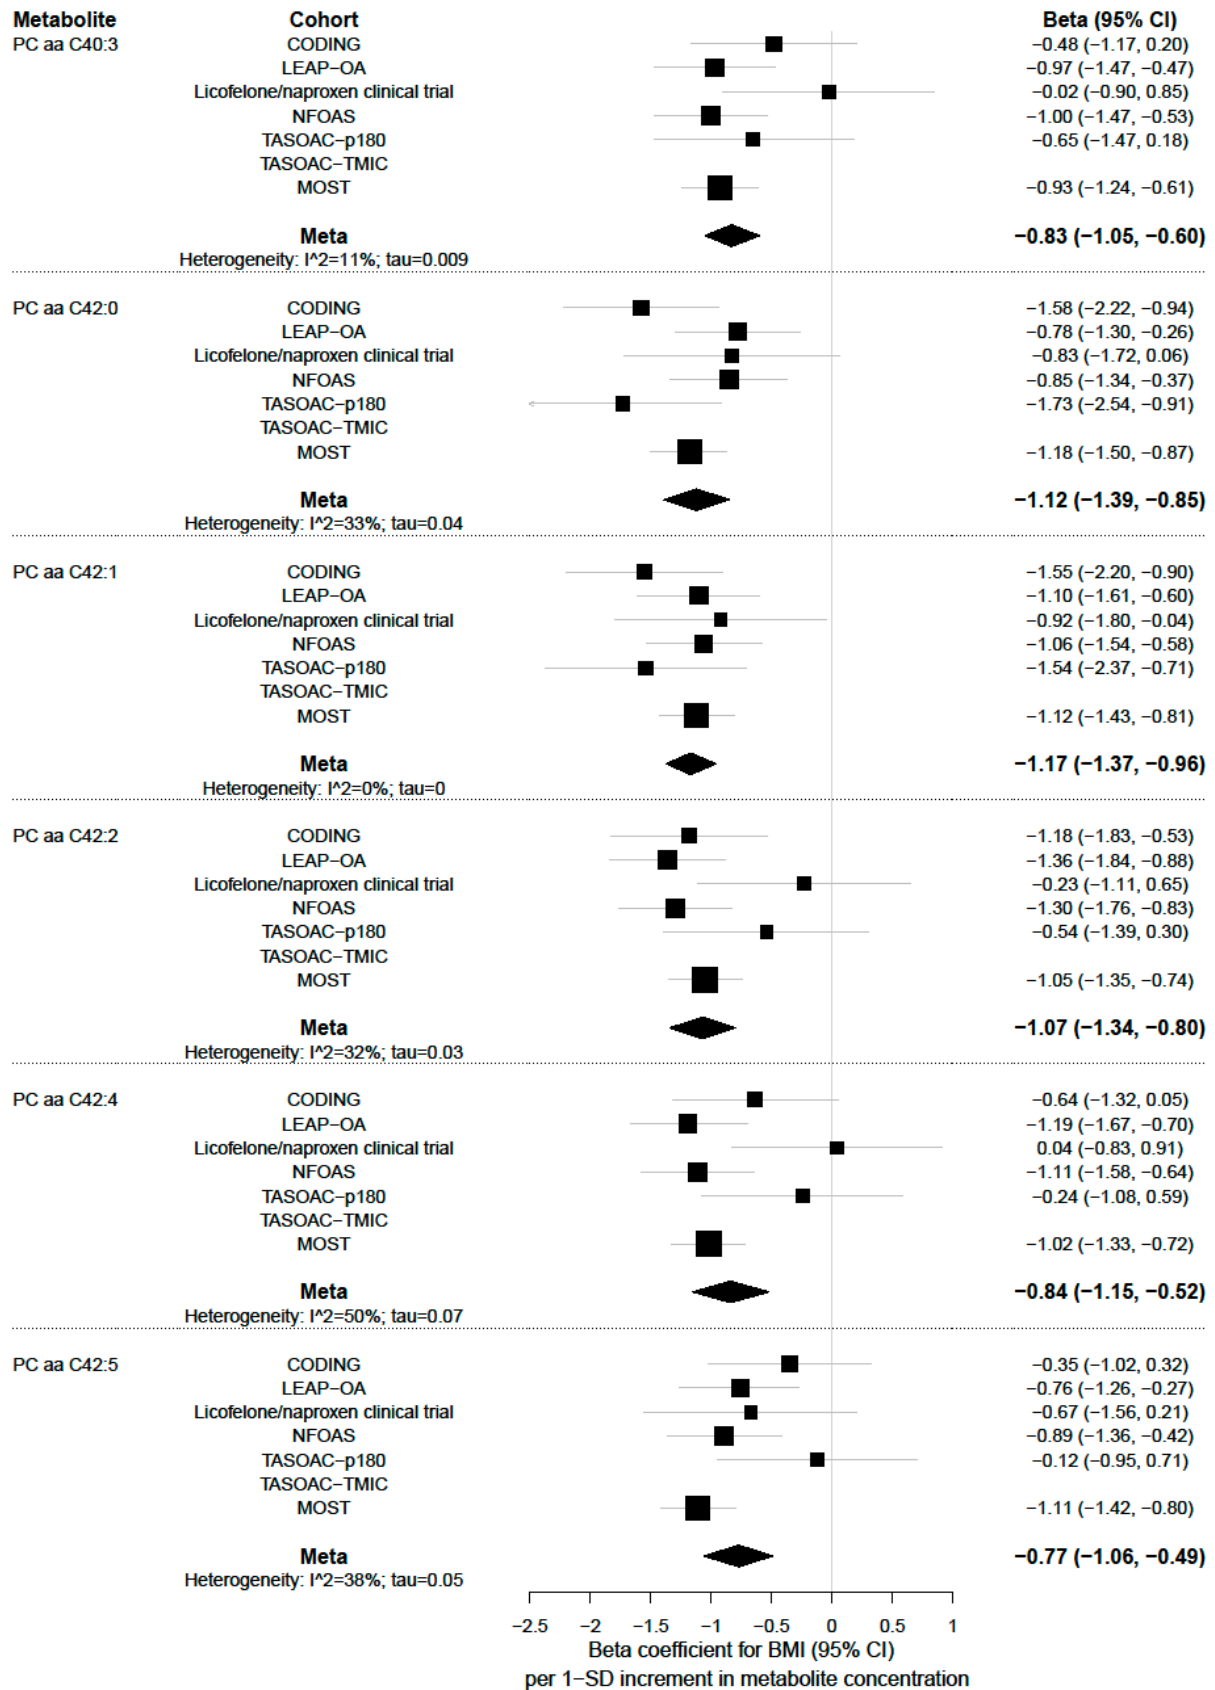 Metabolite Cohort Beta (95% CI)
PC aa C40:3 CODING −0.48 (−1.17, 0.20)
LEAP−OA −0.97 (−1.47, −0.47)
Licofelone/naproxen clinical trial −0.02 (−0.90, 0.85)
NFOAS −1.00 (−1.47, −0.53)
TASOAC−p180 −0.65 (−1.47, 0.18)
TASOAC−TMIC
MOST −0.93 (−1.24, −0.61)
Meta −0.83 (−1.05, −0.60)
Heterogeneity: I^2=11%; tau=0.009
PC aa C42:0 CODING −1.58 (−2.22, −0.94)
LEAP−OA −0.78 (−1.30, −0.26)
Licofelone/naproxen clinical trial −0.83 (−1.72, 0.06)
NFOAS −0.85 (−1.34, −0.37)
TASOAC−p180 −1.73 (−2.54, −0.91)
TASOAC−TMIC
MOST −1.18 (−1.50, −0.87)
Meta −1.12 (−1.39, −0.85)
Heterogeneity: I^2=33%; tau=0.04
PC aa C42:1 CODING −1.55 (−2.20, −0.90)
LEAP−OA −1.10 (−1.61, −0.60)
Licofelone/naproxen clinical trial −0.92 (−1.80, −0.04)
NFOAS −1.06 (−1.54, −0.58)
TASOAC−p180 −1.54 (−2.37, −0.71)
TASOAC−TMIC
MOST −1.12 (−1.43, −0.81)
Meta −1.17 (−1.37, −0.96)
Heterogeneity: I^2=0%; tau=0
PC aa C42:2 CODING −1.18 (−1.83, −0.53)
LEAP−OA −1.36 (−1.84, −0.88)
Licofelone/naproxen clinical trial −0.23 (−1.11, 0.65)
NFOAS −1.30 (−1.76, −0.83)
TASOAC−p180 −0.54 (−1.39, 0.30)
TASOAC−TMIC
MOST −1.05 (−1.35, −0.74)
Meta −1.07 (−1.34, −0.80)
Heterogeneity: I^2=32%; tau=0.03
PC aa C42:4 CODING −0.64 (−1.32, 0.05)
LEAP−OA −1.19 (−1.67, −0.70)
Licofelone/naproxen clinical trial 0.04 (−0.83, 0.91)
NFOAS −1.11 (−1.58, −0.64)
TASOAC−p180 −0.24 (−1.08, 0.59)
TASOAC−TMIC
MOST −1.02 (−1.33, −0.72)
Meta −0.84 (−1.15, −0.52)
Heterogeneity: I^2=50%; tau=0.07
PC aa C42:5 CODING −0.35 (−1.02, 0.32)
LEAP−OA −0.76 (−1.26, −0.27)
Licofelone/naproxen clinical trial −0.67 (−1.56, 0.21)
NFOAS −0.89 (−1.36, −0.42)
TASOAC−p180 −0.12 (−0.95, 0.71)
TASOAC−TMIC
MOST −1.11 (−1.42, −0.80)
Meta −0.77 (−1.06, −0.49)
Heterogeneity: I^2=38%; tau=0.05
−2.5 −2 −1.5 −1 −0.5 0 0.5 1
Beta coefficient for BMI (95% CI)
per 1−SD increment in metabolite concentration